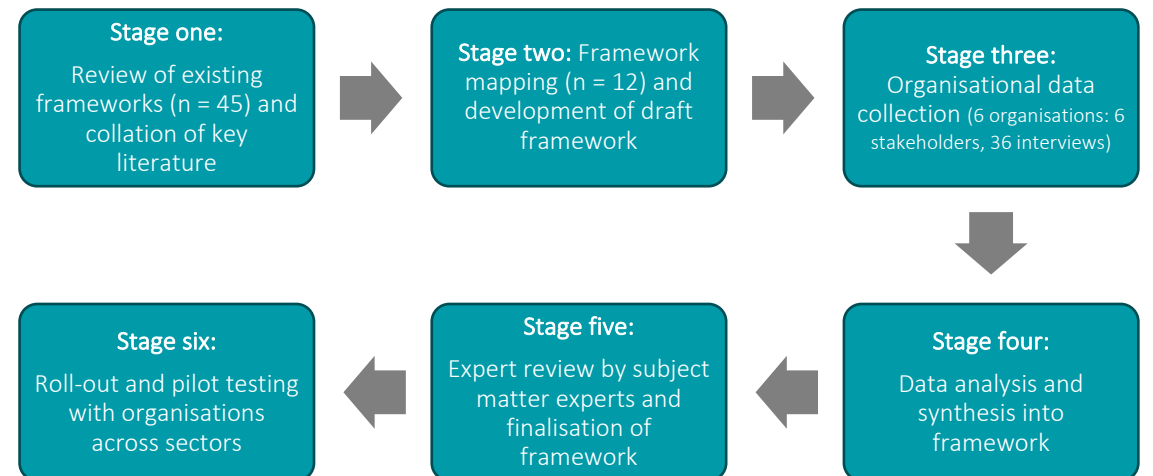 Stage one:
Review of existing
frameworks (n = 45) and
collation of key
literature
Stage two: Framework
mapping (n = 12) and
development of draft
framework
Stage three:
Organisational data
collection (6 organisations: 6
stakeholders, 36 interviews)
Stage four:
Data analysis and
synthesis into
framework
Stage five:
Expert review by subject
matter experts and
finalisation of
framework
Stage six:
Roll-out and pilot testing
with organisations
across sectors